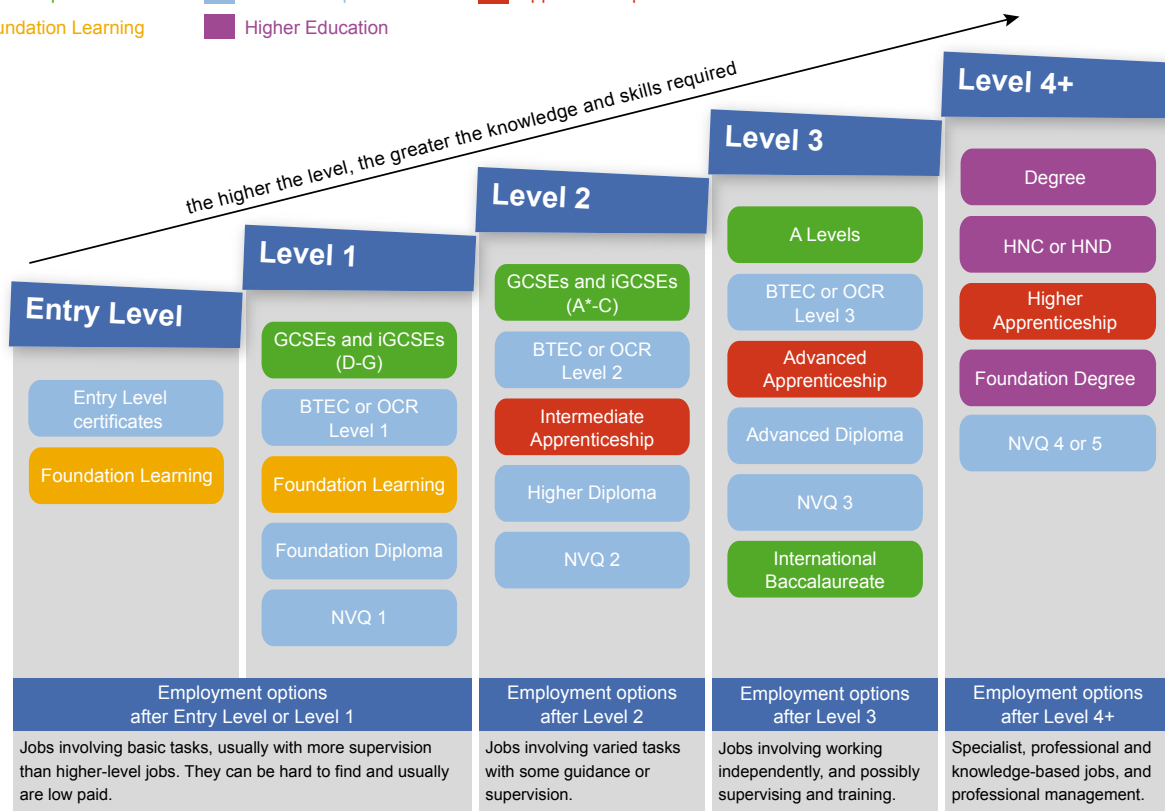 Foundation Learning
Higher Education
the higher the level, the greater the knowledge and skills required
Entry Level
Entry Level
certificates
Foundation Learning
Level 1
GCSEs and iGCSEs
(D-G)
BTEC or OCR
Level 1
Foundation Learning
Foundation Diploma
NVQ 1
Level 2
GCSEs and iGCSEs
(A*-C)
BTEC or OCR
Level 2
Intermediate
Apprenticeship
Higher Diploma
NVQ 2
Level 3
A Levels
BTEC or OCR
Level 3
Advanced
Apprenticeship
Advanced Diploma
NVQ 3
International
Baccalaureate
Level 4+
Degree
HNC or HND
Higher
Apprenticeship
Foundation Degree
NVQ 4 or 5
Employment options
after Entry Level or Level 1
Jobs involving basic tasks, usually with more supervision
than higher-level jobs. They can be hard to find and usually
are low paid.
Employment options
after Level 2
Jobs involving varied tasks
with some guidance or
supervision.
Employment options
after Level 3
Jobs involving working
independently, and possibly
supervising and training.
Employment options
after Level 4+
Specialist, professional and
knowledge-based jobs, and
professional management.